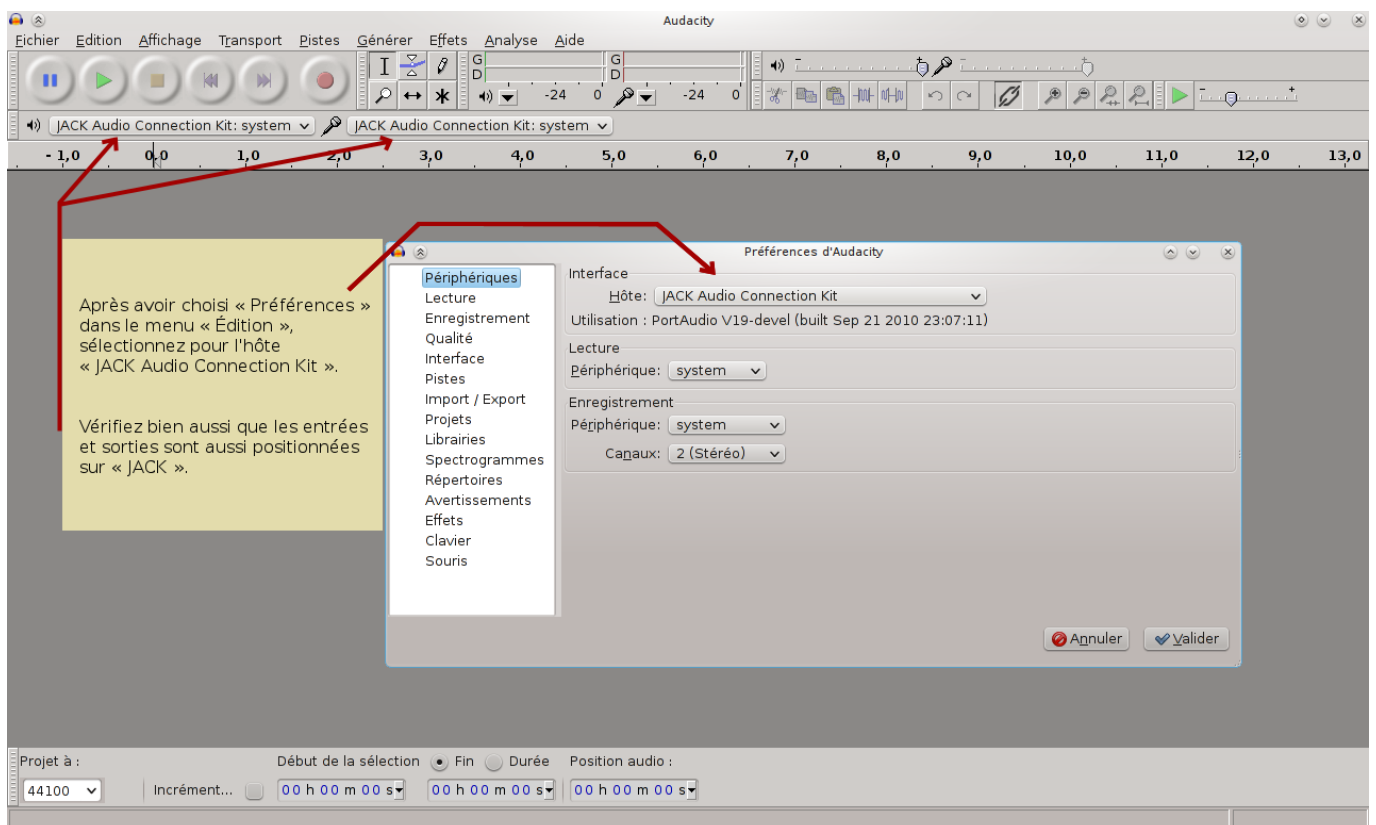 Audacity
Eichier Edition Affichage Transport Pistes Générer Effets Analyse Aide
G
D
-24 0
G
D
-24 0
JACK Audio Connection Kit: system
JACK Audio Connection Kit: system
- 1,0 0,0 1,0 2,0 3,0 4,0 5,0 6,0 7,0 8,0 9,0 10,0 11,0 12,0 13,0
Après avoir choisi « Préférences »
dans le menu « Édition »,
sélectionnez pour l'hôte
« JACK Audio Connection Kit ».
Vérifiez bien aussi que les entrées
et sorties sont aussi positionnées
sur « JACK ».
Préférences d'Audacity
Périphériques
Lecture
Enregistrement
Qualité
Interface
Pistes
Import / Export
Projets
Librairies
Spectrogrammes
Répertoires
Avertissements
Effets
Clavier
Souris
Interface
Hôte: JACK Audio Connection Kit
Utilisation : PortAudio V19-devel (built Sep 21 2010 23:07:11)
Lecture
Périphérique: system
Enregistrement
Périphérique: system
Canaux: 2 (Stéréo)
Annuler
Valider
Projet à :
Début de la sélection Fin Durée Position audio :
44100 Incrément... 00 h 00 m 00 s 00 h 00 m 00 s 00 h 00 m 00 s